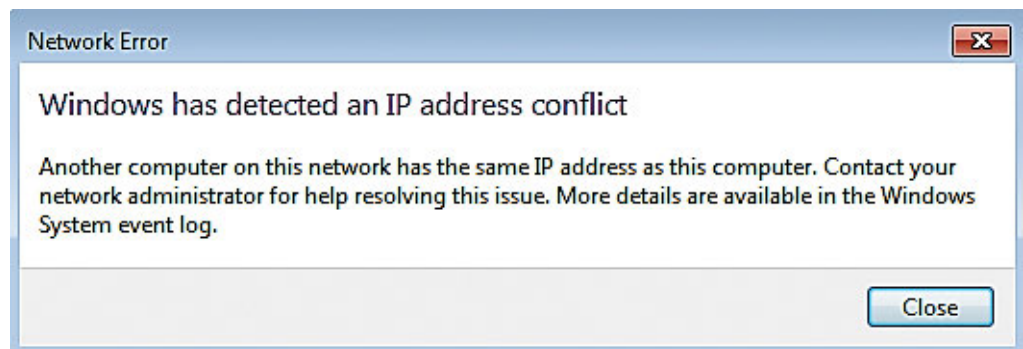 Network Error
Windows has detected an IP address conflict
Another computer on this network has the same IP address as this computer. Contact your
network administrator for help resolving this issue. More details are available in the Windows
System event log.
Close